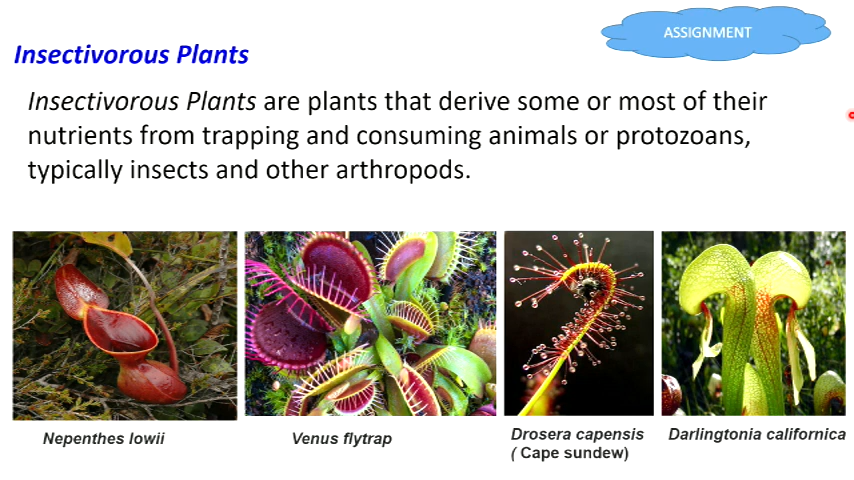 ASSIGNMENT
Insectivorous Plants
Insectivorous Plants are plants that derive some or most of their
nutrients from trapping and consuming animals or protozoans,
typically insects and other arthropods.
Nepenthes lowii
Venus flytrap
Drosera capensis
( Cape sundew)
Darlingtonia californica